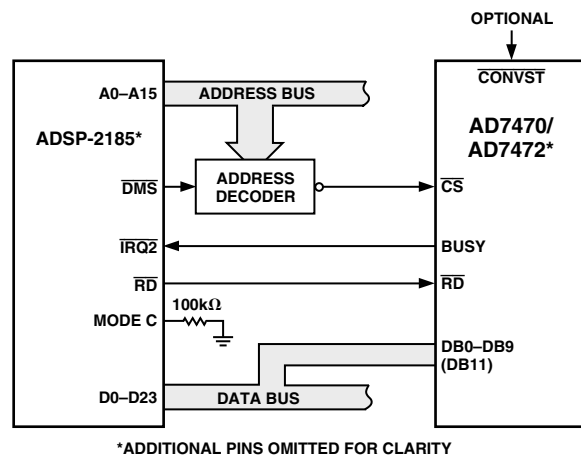 OPTIONAL
CONVST
A0–A15
ADDRESS BUS
ADSP-2185*
AD7470/
AD7472*
DMS
ADDRESS
DECODER
CS
IRQ2
BUSY
RD
RD
100kΩ
MODE C
DB0–DB9
(DB11)
D0–D23
DATA BUS
*ADDITIONAL PINS OMITTED FOR CLARITY